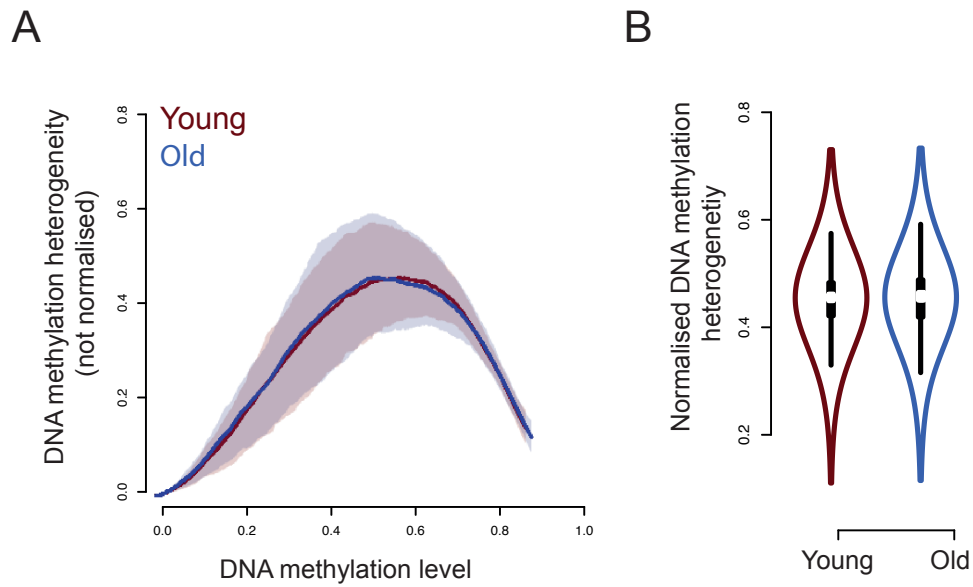 A
DNA methylation heterogeneity
(not normalised)
Young
Old
0.8
0.6
0.4
0.2
0.0
0.0 0.2 0.4 0.6 0.8 1.0
DNA methylation level
B
Normalised DNA methylation
heterogenetiy
0.8
0.6
0.4
0.2
Young Old